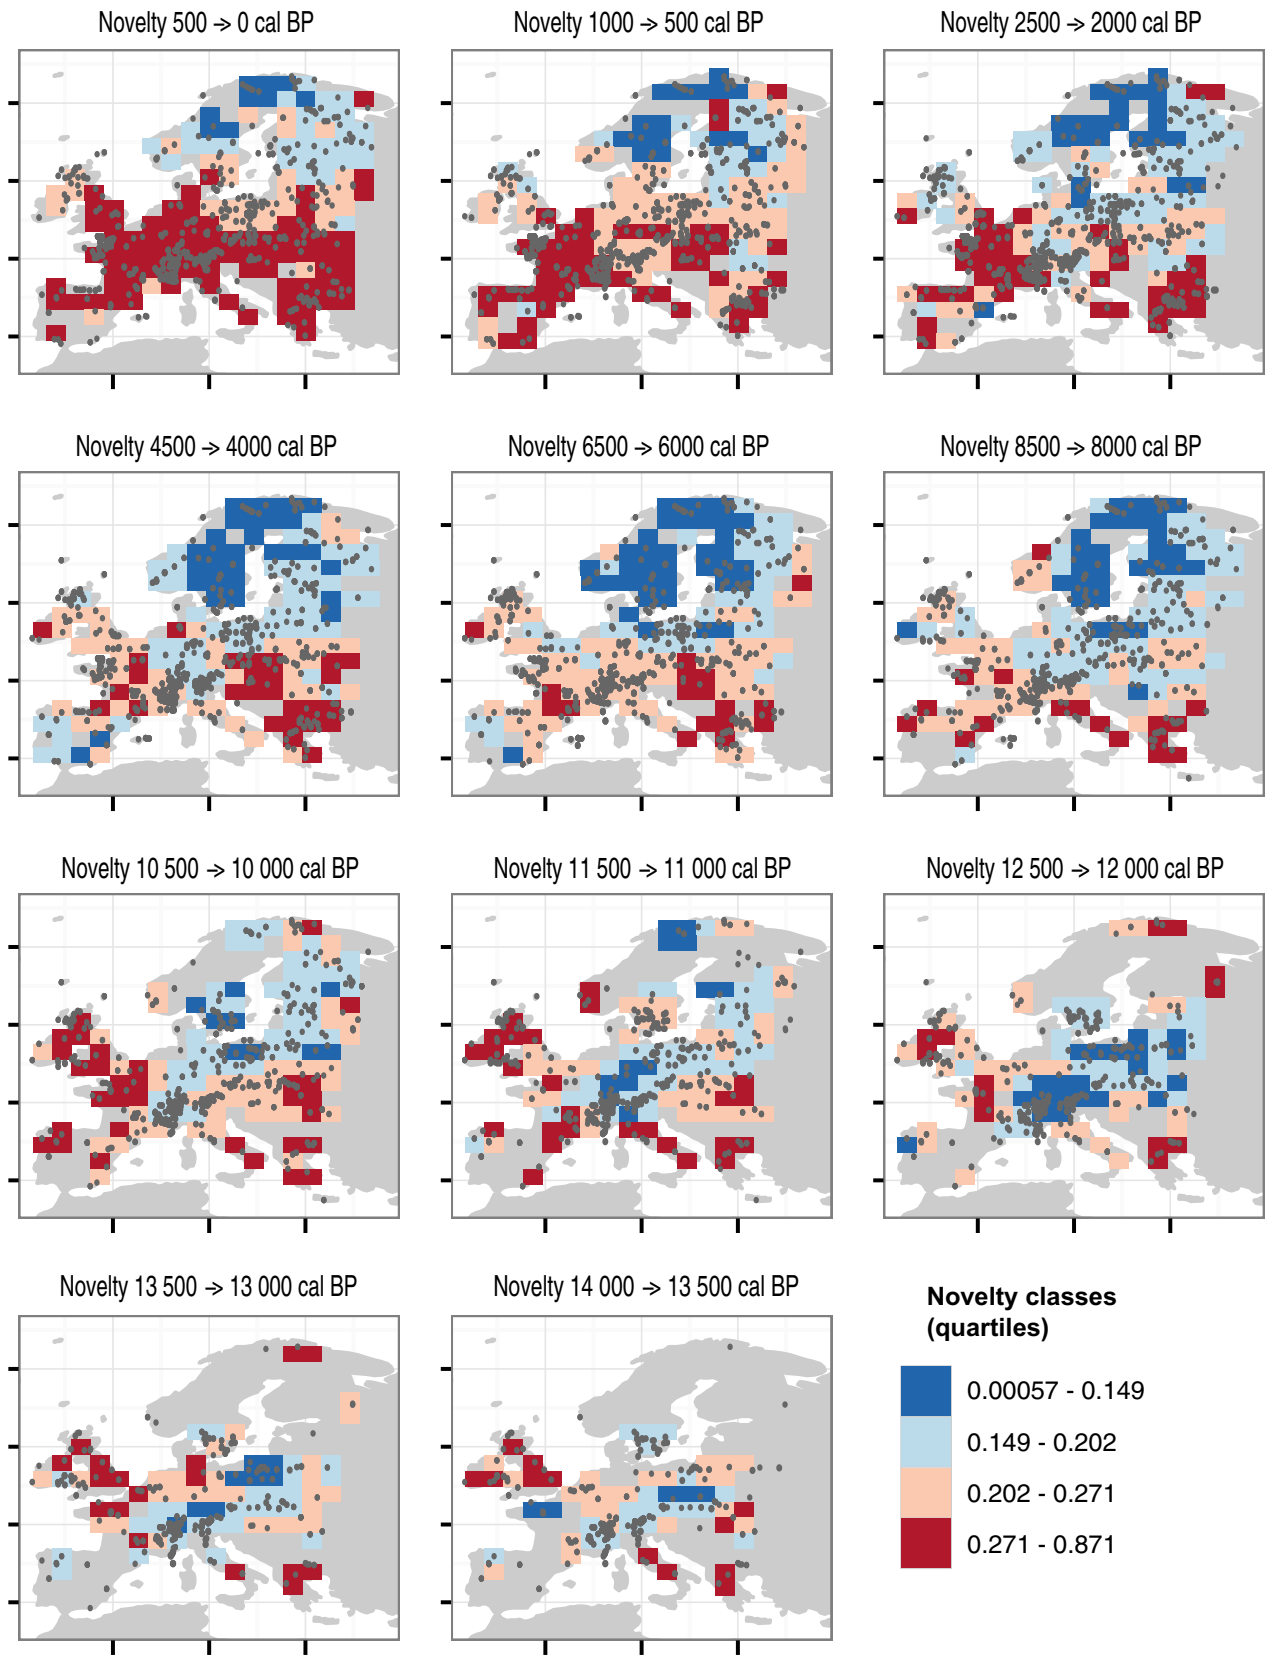 Novelty 500 -> 0 cal BP
Novelty 1000 -> 500 cal BP
Novelty 2500 -> 2000 cal BP
Novelty 4500 -> 4000 cal BP
Novelty 6500 -> 6000 cal BP
Novelty 8500 -> 8000 cal BP
Novelty 10 500 -> 10 000 cal BP
Novelty 11 500 -> 11 000 cal BP
Novelty 12 500 -> 12 000 cal BP
Novelty 13 500 -> 13 000 cal BP
Novelty 14 000 -> 13 500 cal BP
Novelty classes
(quartiles)
0.00057 - 0.149
0.149 - 0.202
0.202 - 0.271
0.271 - 0.871